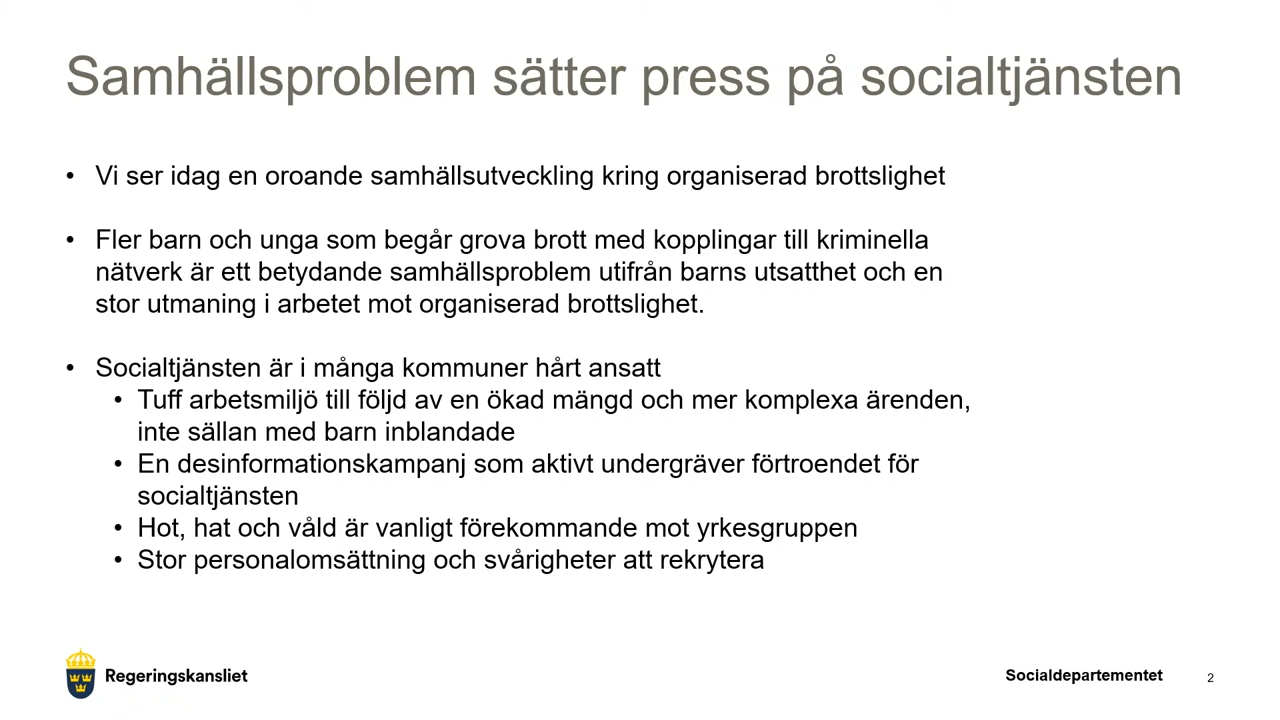 Samhällsproblem sätter press på socialtjänsten
• Vi ser idag en oroande samhällsutveckling kring organiserad brottslighet
• Fler barn och unga som begår grova brott med kopplingar till kriminella
nätverk är ett betydande samhällsproblem utifrån barns utsatthet och en
stor utmaning i arbetet mot organiserad brottslighet.
• Socialtjänsten är i många kommuner hårt ansatt
• Tuff arbetsmiljö till följd av en ökad mängd och mer komplexa ärenden,
inte sällan med barn inblandade
• En desinformationskampanj som aktivt undergräver förtroendet för
socialtjänsten
• Hot, hat och våld är vanligt förekommande mot yrkesgruppen
• Stor personalomsättning och svårigheter att rekrytera
Regeringskansliet
Socialdepartementet
2